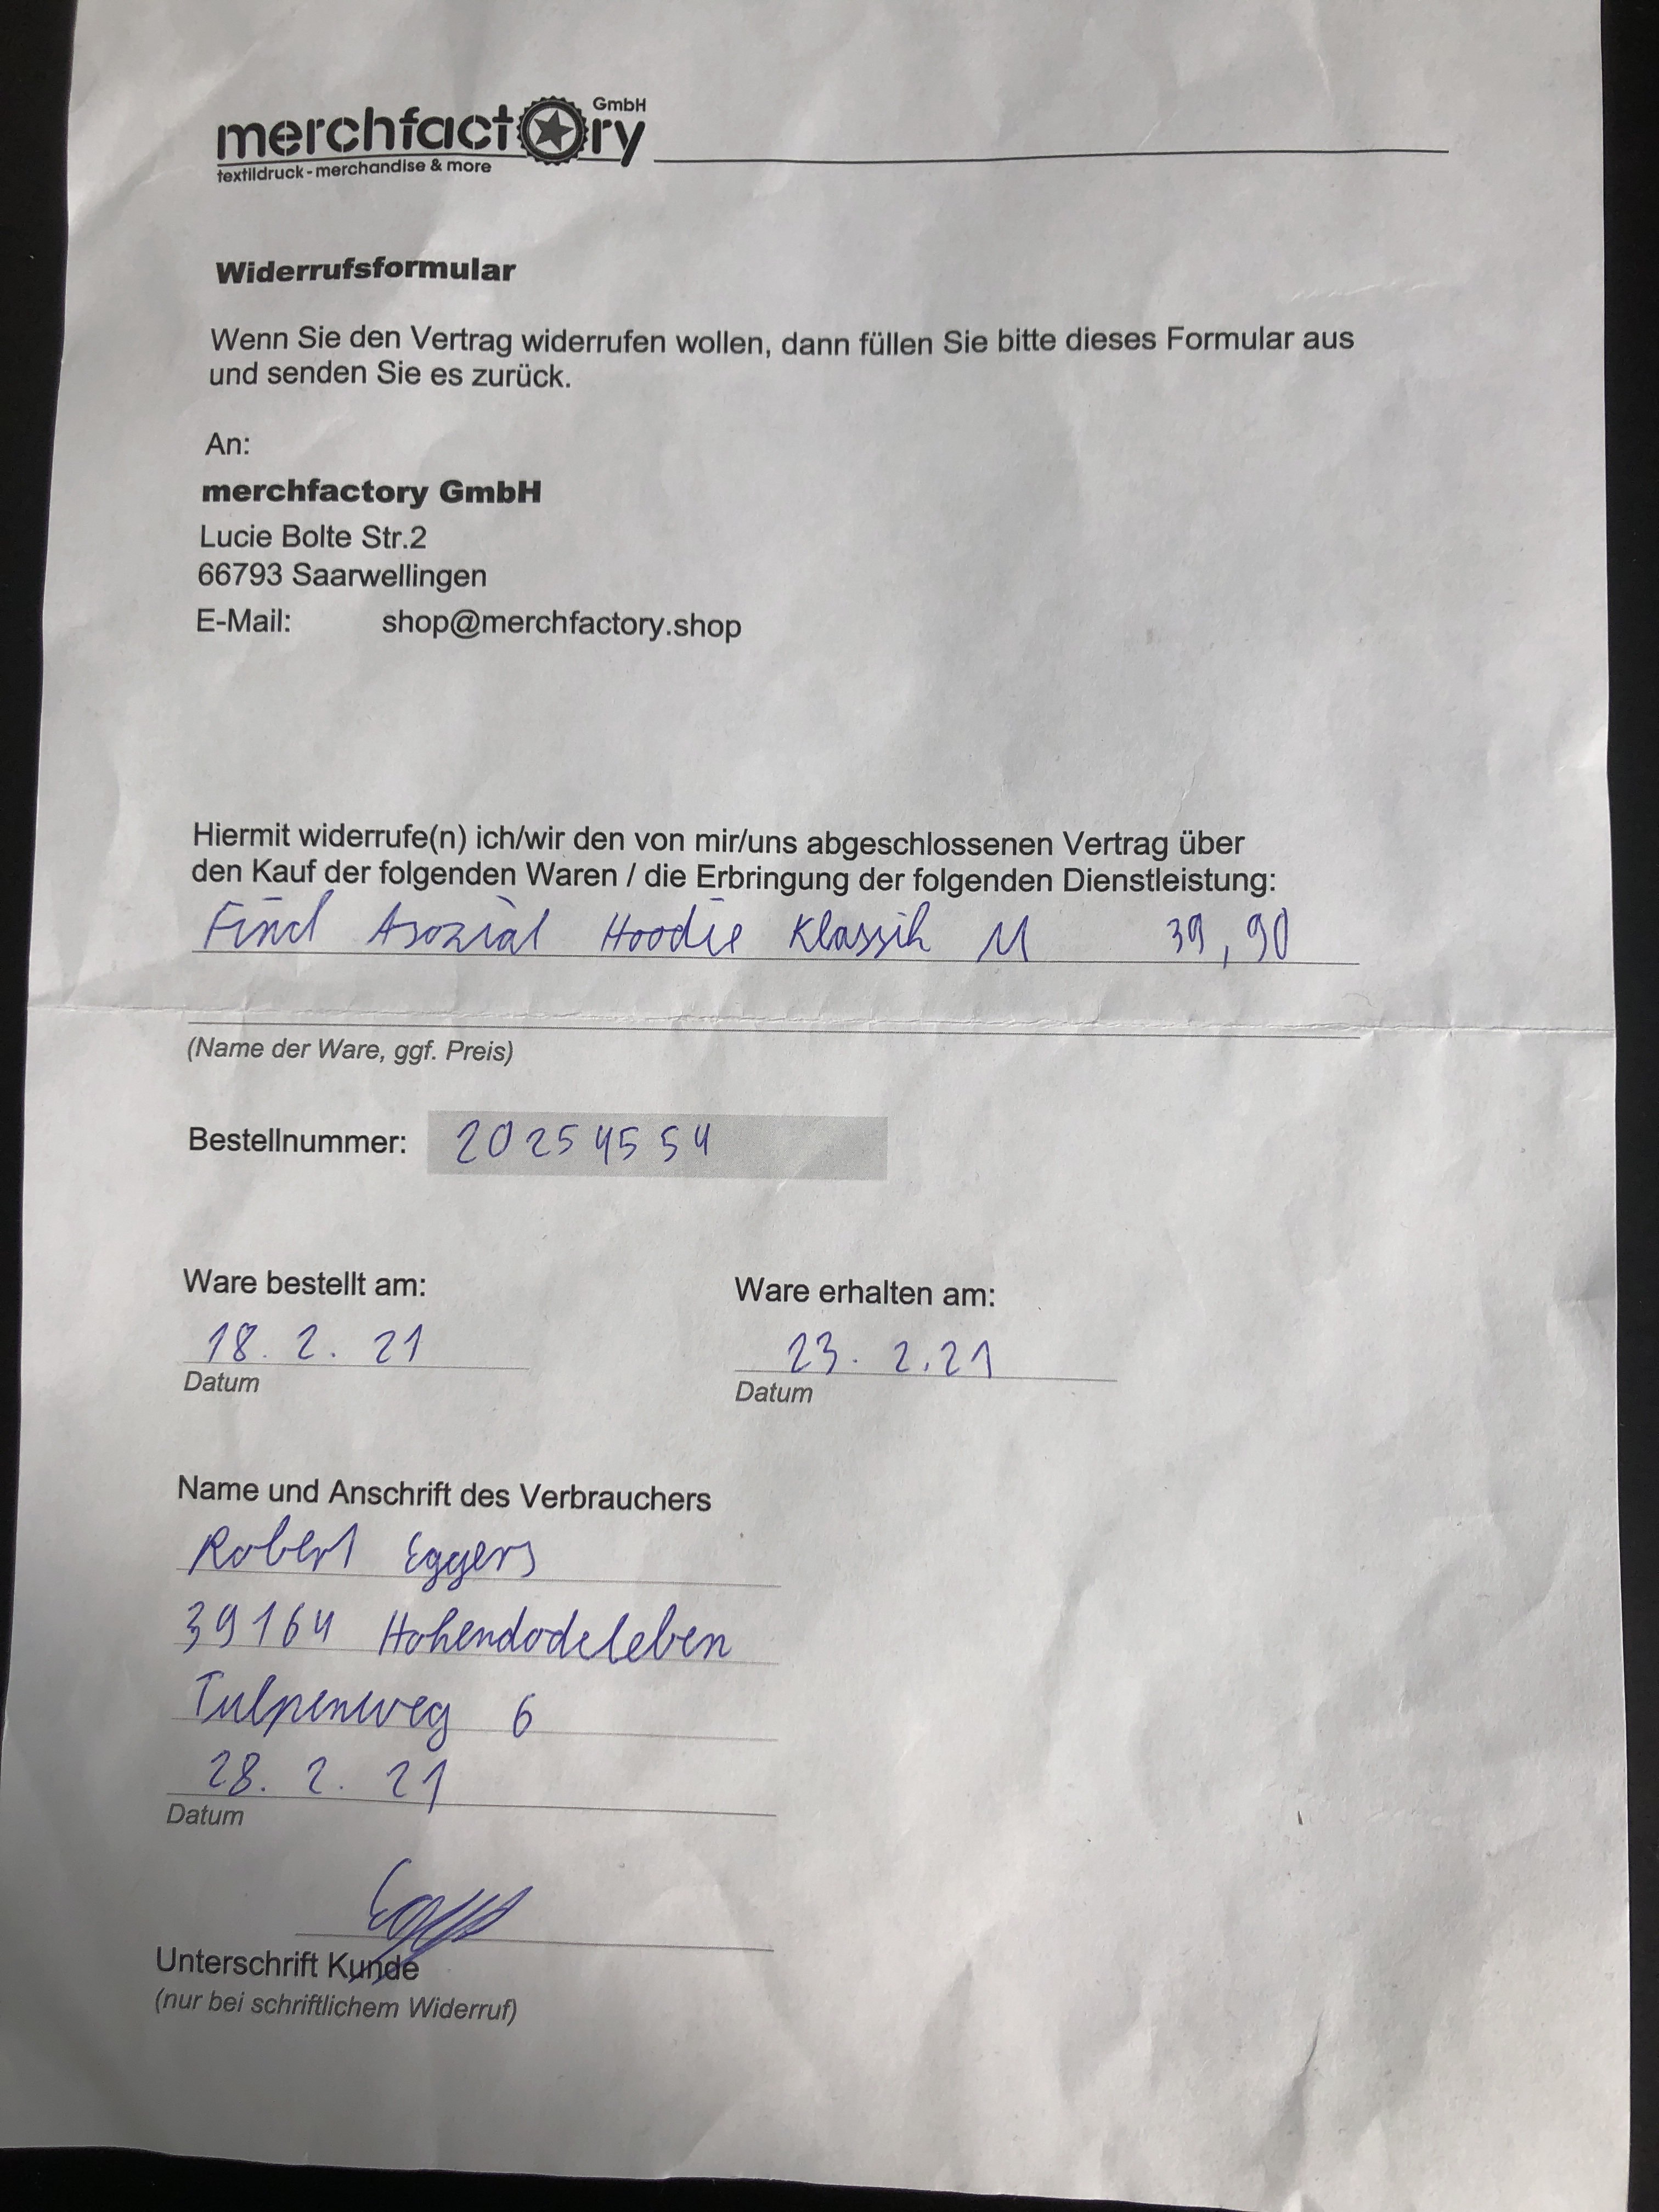 merchfactory GmbH
textildruck - merchandise & more
Widerrufsformular
Wenn Sie den Vertrag widerrufen wollen, dann füllen Sie bitte dieses Formular aus
und senden Sie es zurück.
An:
merchfactory GmbH
Lucie Bolte Str.2
66793 Saarwellingen
E-Mail: shop@merchfactory.shop
Hiermit widerrufe(n) ich/wir den von mir/uns abgeschlossenen Vertrag über
den Kauf der folgenden Waren / die Erbringung der folgenden Dienstleistung:
Find Asozial Hoodie Klassik M 39,90
(Name der Ware, ggf. Preis)
Bestellnummer: 20254554
Ware bestellt am: Ware erhalten am:
18. 2. 21 23. 2.21
Datum Datum
Name und Anschrift des Verbrauchers
Robert Eggers
39164 Hohendodeleben
Tulpenweg 6
28. 2. 21
Datum
Unterschrift Kunde
(nur bei schriftlichem Widerruf)